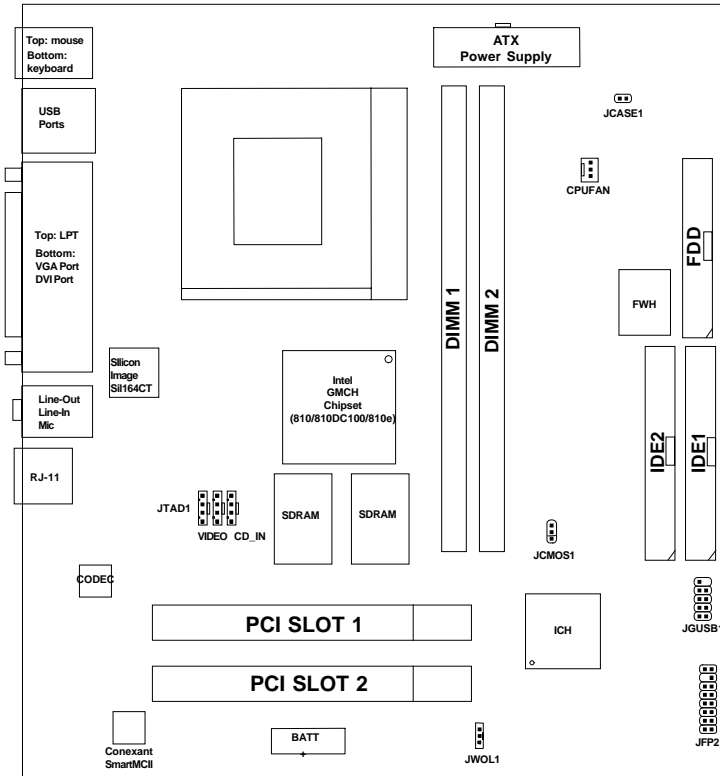 Top: mouse
Bottom:
keyboard
ATX
Power Supply
USB
Ports
JCASE1
CPUFAN
Top: LPT
Bottom:
VGA Port
DVI Port
DIMM 1
DIMM 2
FDD
FWH
SIlicon
Image
SiI164CT
Intel
GMCH
Chipset
(810/810DC100/810e)
Line-Out
Line-In
Mic
IDE2
IDE1
RJ-11
JTAD1
VIDEO CD_IN
SDRAM
SDRAM
JCMOS1
CODEC
PCI SLOT 1
ICH
JGUSB1
PCI SLOT 2
Conexant
SmartMCII
BATT
+
JWOL1
JFP2